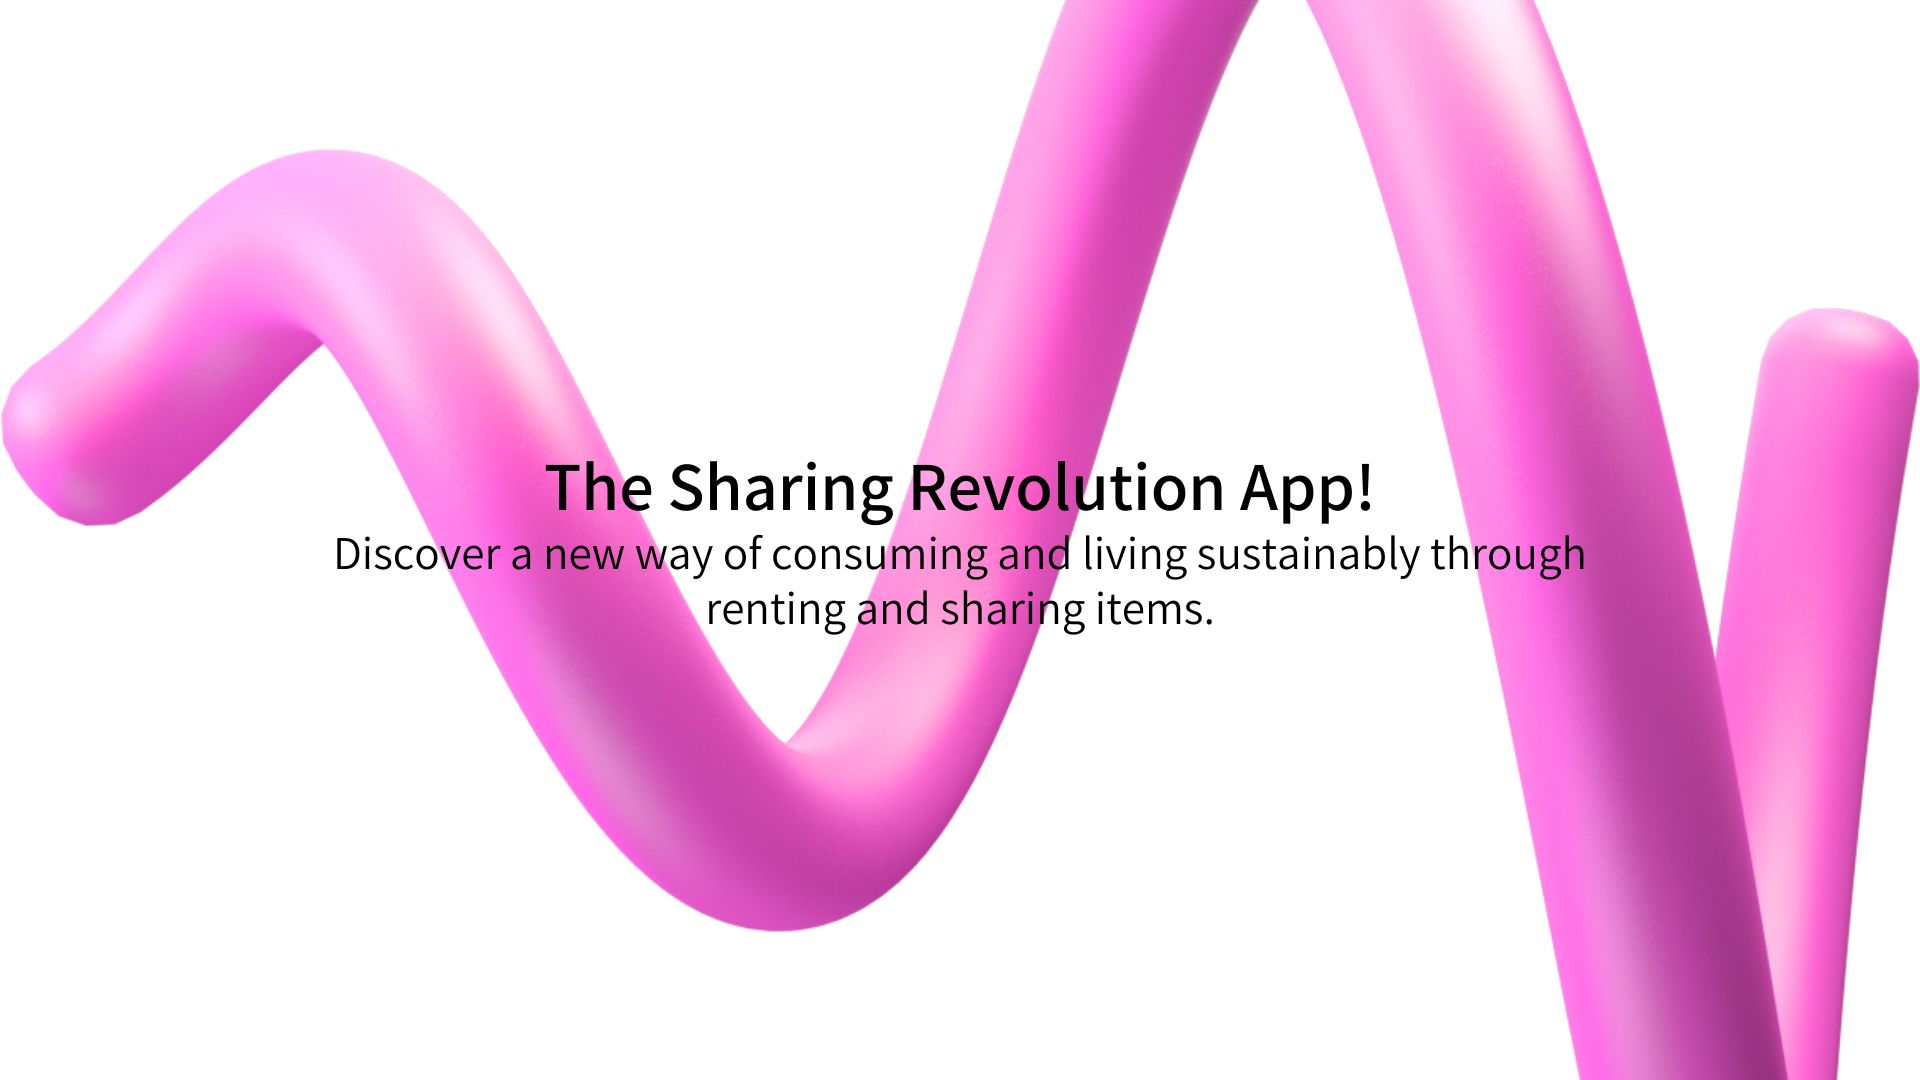 The Sharing Revolution App!
Discover a new way of consuming and living sustainably through
renting and sharing items.